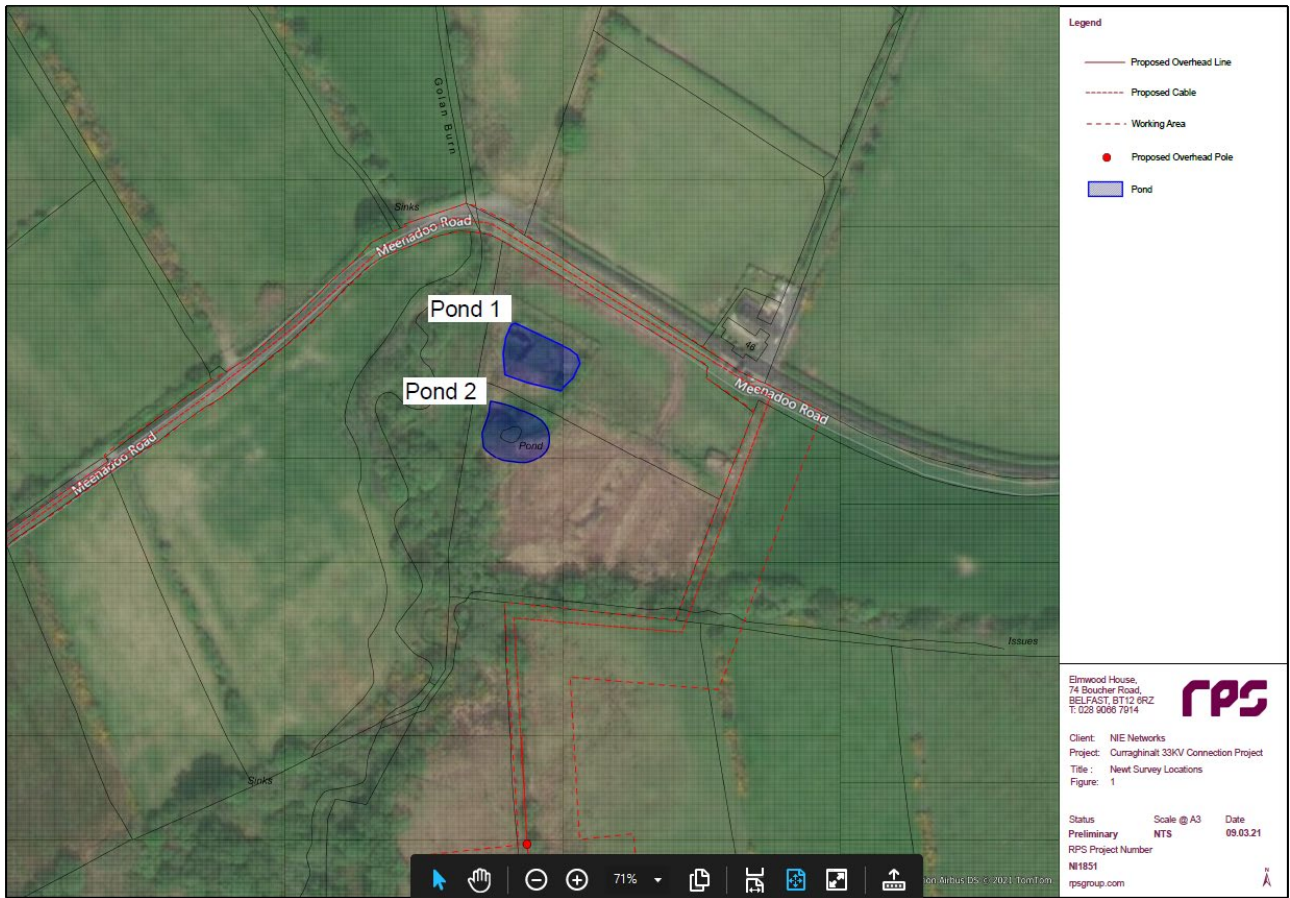 Golan Burn
Sinks
Meenadoo Road
Pond 1
46
Pond 2
Meenadoo Road
Pond
Meenadoo Road
Issues
Sinks
71%
Airbus DS © 2021 TomTom
Legend
Proposed Overhead Line
Proposed Cable
Working Area
Proposed Overhead Pole
Pond
Elmwood House,
74 Boucher Road,
BELFAST, BT12 6RZ
T: 028 9066 7914
rps
Client: NIE Networks
Project: Curraghinalt 33KV Connection Project
Title : Newt Survey Locations
Figure: 1
Status Scale @ A3 Date
Preliminary NTS 09.03.21
RPS Project Number
NI1851
rpsgroup.com
N